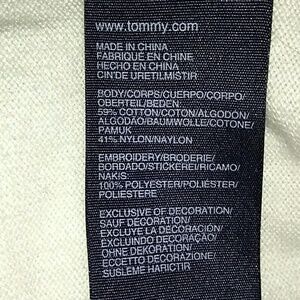 www.tommy.com
MADE IN CHINA
FABRIQUÉ EN CHINE
HECHO EN CHINA
CIN'DE URETILMISTIR
BODY/CORPS/CUERPO/CORPO/
OBERTEIL/BEDEN:
59% COTTON/COTON/ALGODÓN/
ALGODÃO/BAUMWOLLE/COTONE/
PAMUK
41% NYLON/NAYLON
EMBROIDERY/BRODERIE/
BORDADO/STICKEREI/RICAMO/
NAKIS:
100% POLYESTER/POLIÉSTER/
POLIESTERE
EXCLUSIVE OF DECORATION/
SAUF DECORATION/
EXCLUYE LA DECORACIÓN/
EXCLUINDO DECORAÇÃO/
OHNE DEKORATION/
ECCETTO DECORAZIONE/
SUSLEME HARICTIR